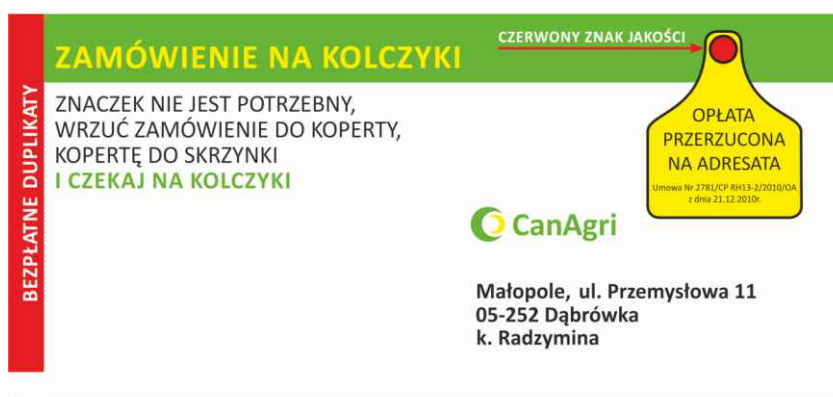 BEZPŁATNE DUPLIKATY
ZAMÓWIENIE NA KOLCZYKI
CZERWONY ZNAK JAKOŚCI
ZNACZEK NIE JEST POTRZEBNY,
WRZUĆ ZAMÓWIENIE DO KOPERTY,
KOPERTĘ DO SKRZYNKI
I CZEKAJ NA KOLCZYKI
OPŁATA
PRZERZUCONA
NA ADRESATA
Umowa Nr 2781/CP RH13-2/2010/OA
z dnia 21.12.2010r.
CanAgri
Małopole, ul. Przemysłowa 11
05-252 Dąbrówka
k. Radzymina